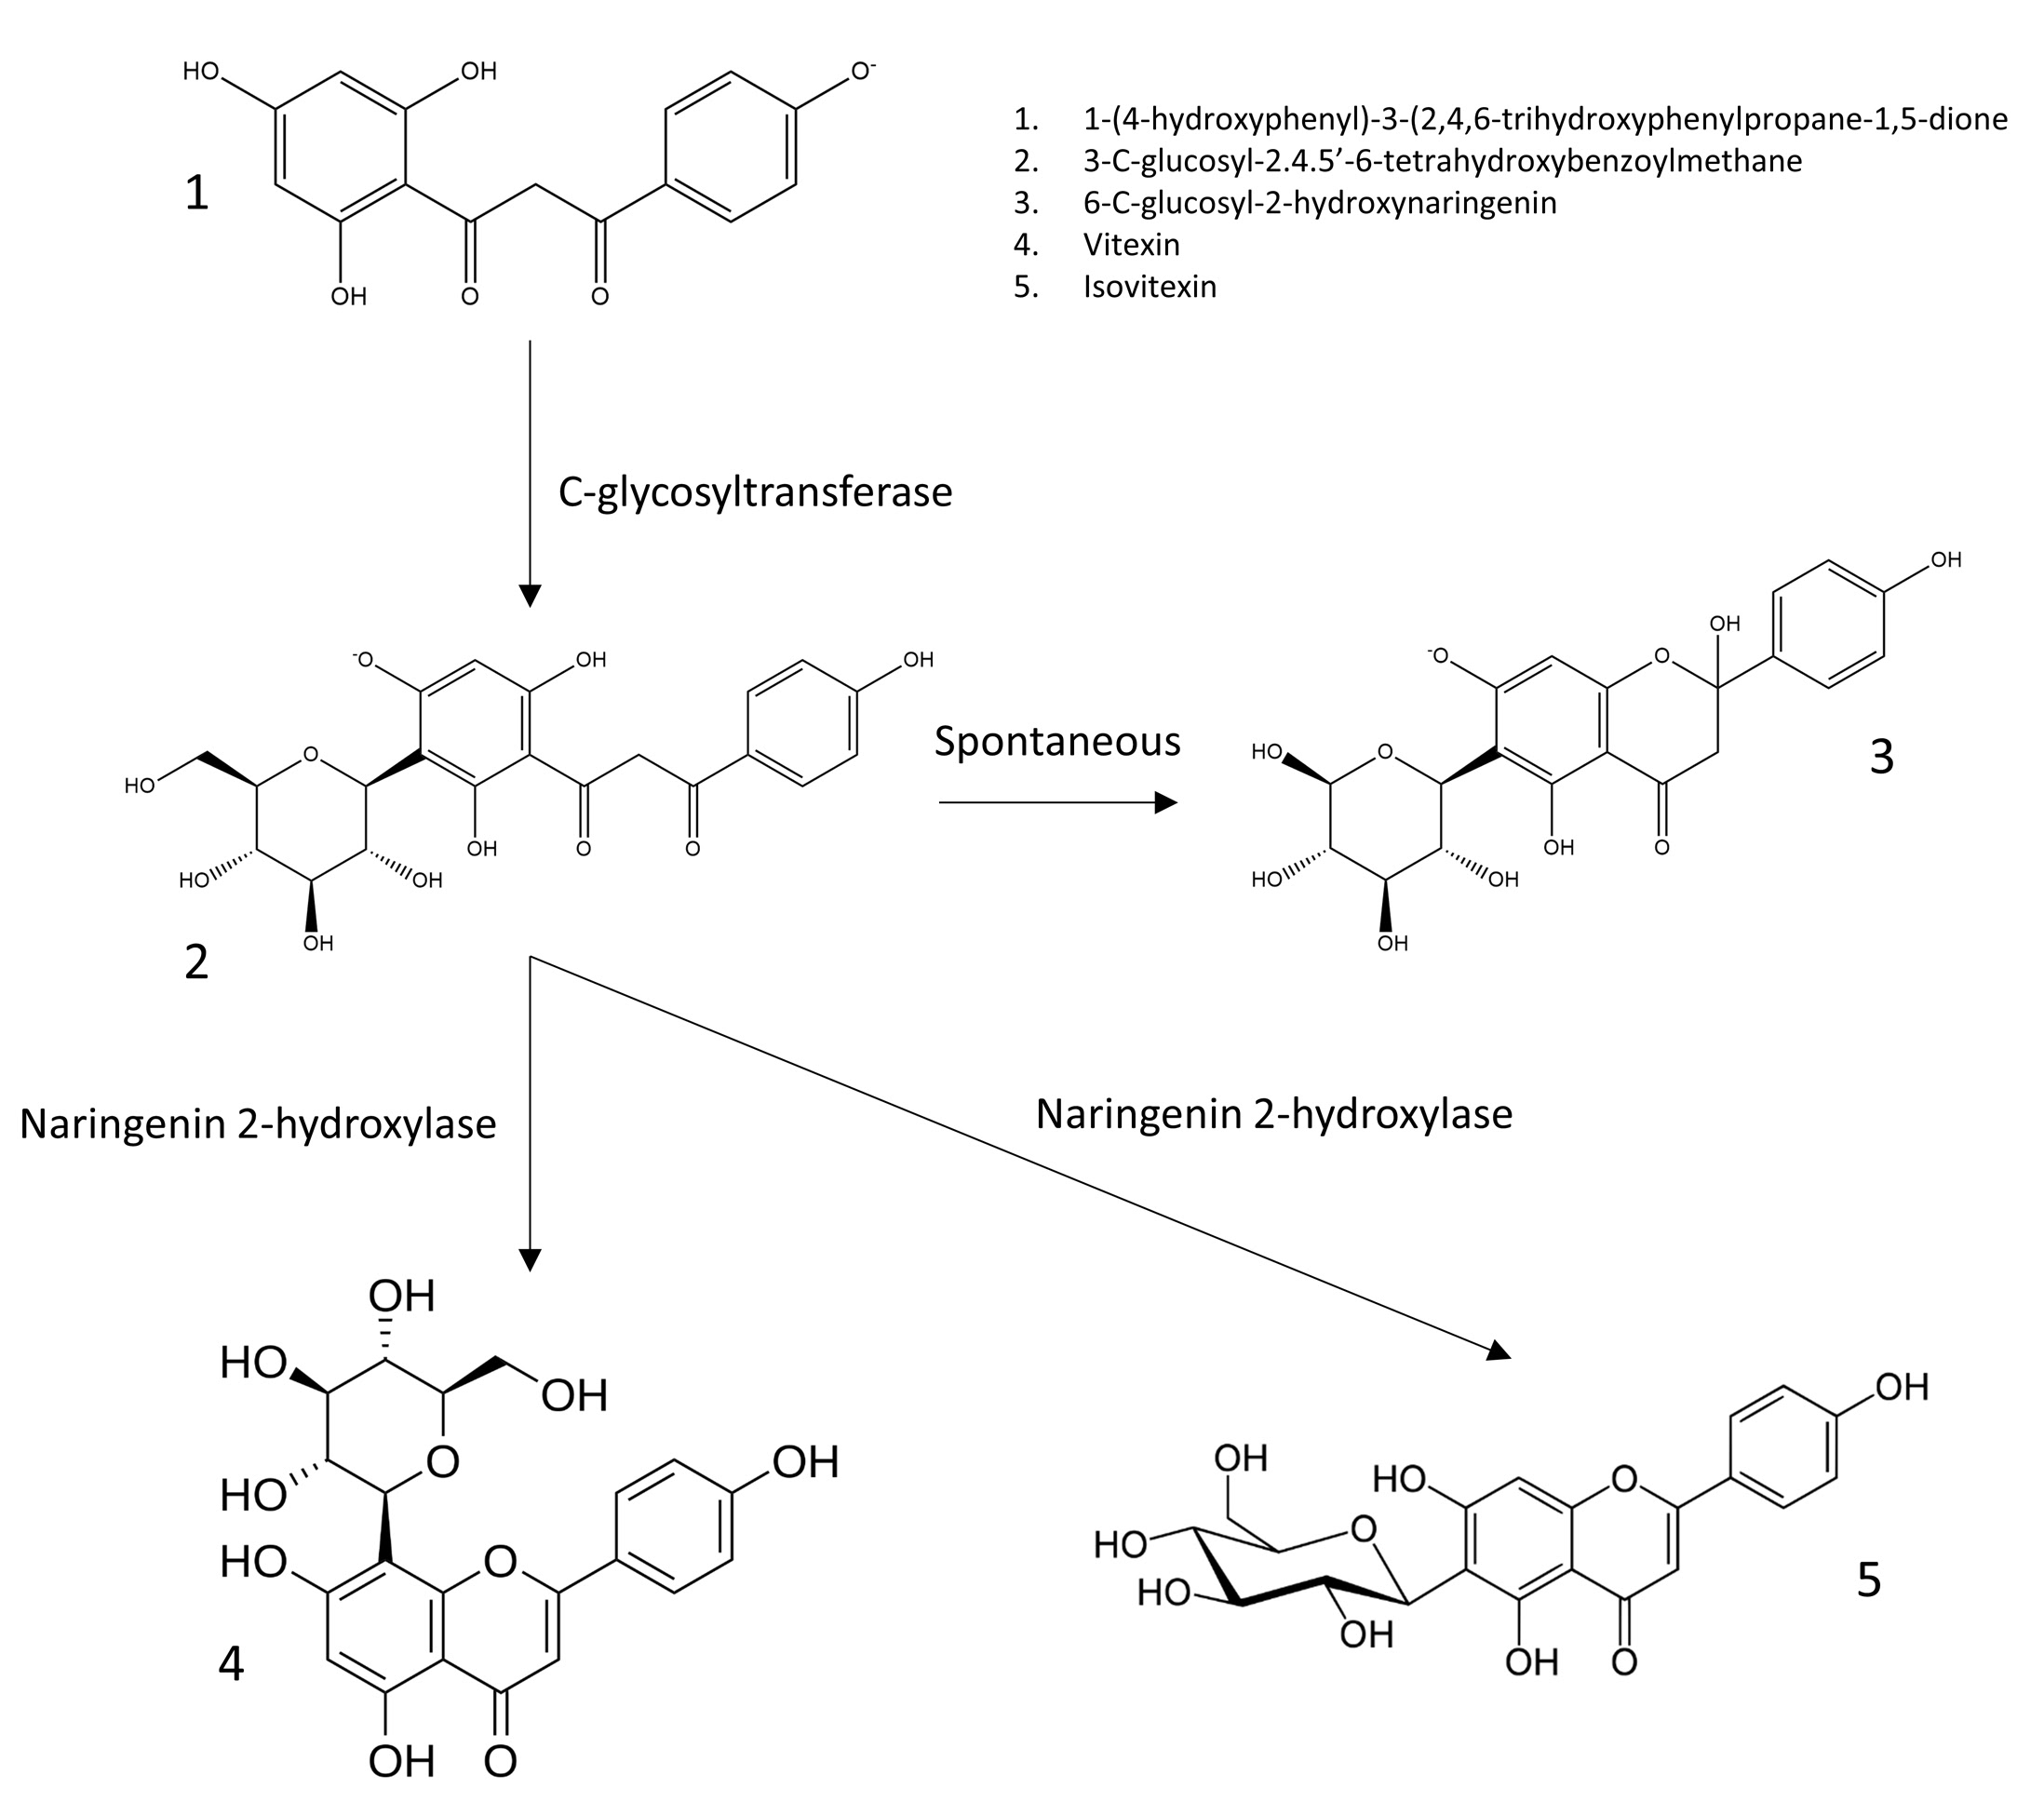 HO
OH
O-
1
OH
O
O
1. 1-(4-hydroxyphenyl)-3-(2,4,6-trihydroxyphenylpropane-1,5-dione
2. 3-C-glucosyl-2.4.5’-6-tetrahydroxybenzoylmethane
3. 6-C-glucosyl-2-hydroxynaringenin
4. Vitexin
5. Isovitexin
C-glycosyltransferase
-O
OH
OH
O
HO
OH
O
O
HO
OH
OH
2
Spontaneous
OH
OH
-O
O
HO
O
3
OH
O
HO
OH
OH
Naringenin 2-hydroxylase
Naringenin 2-hydroxylase
OH
HO
OH
O
OH
HO
HO
O
4
OH
O
OH
OH
HO
O
O
HO
HO
5
OH
OH
O